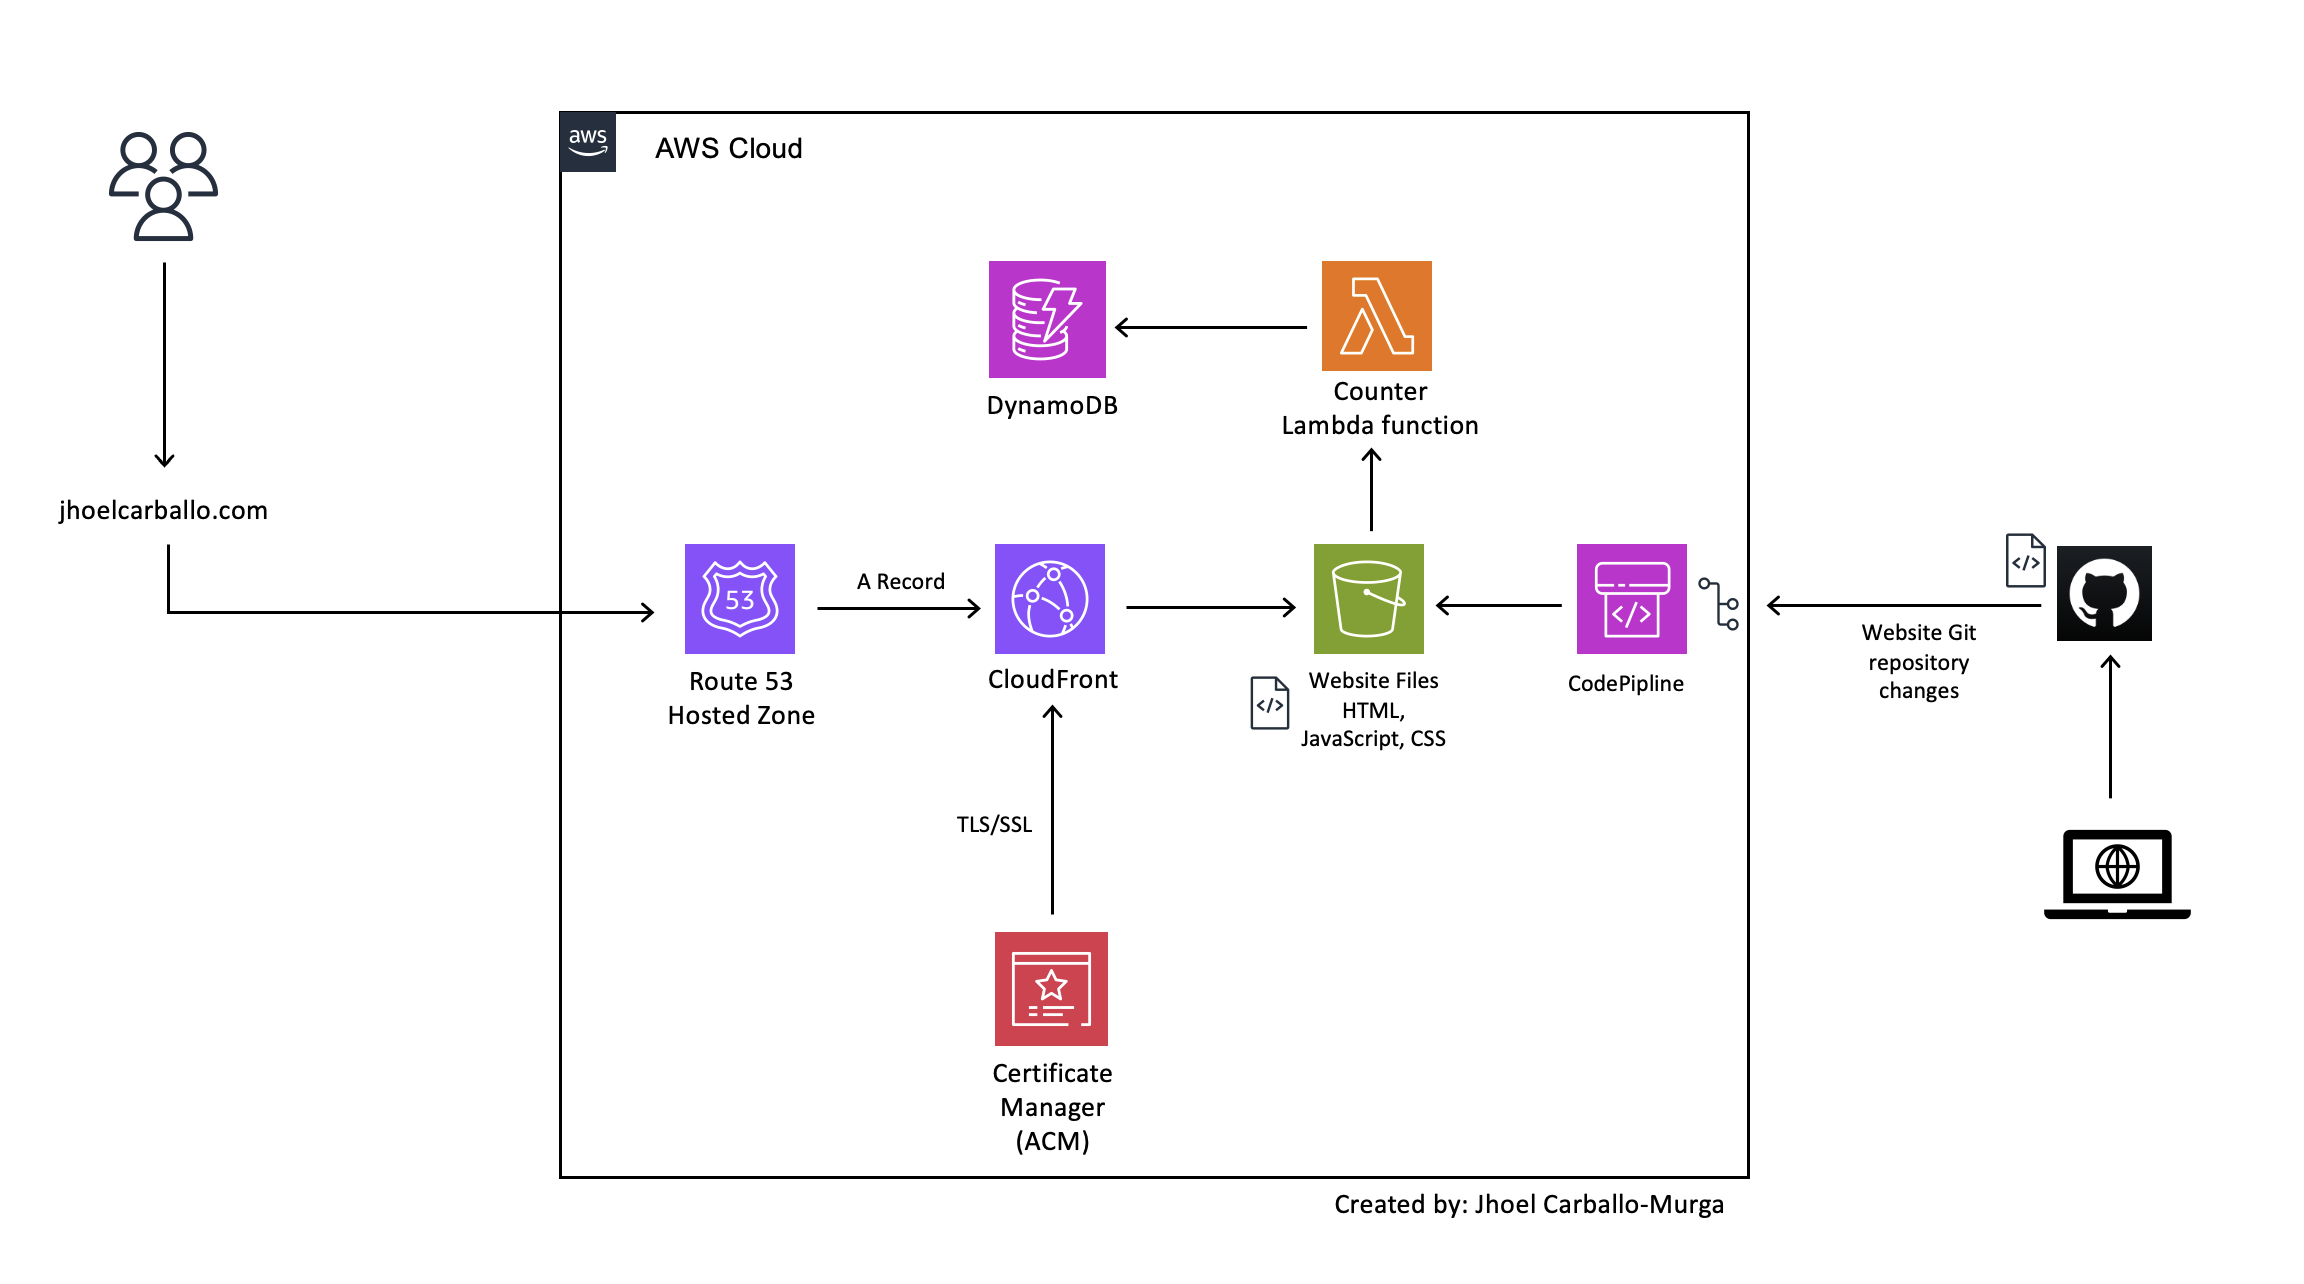 aws
AWS Cloud
DynamoDB
Counter
Lambda function
jhoelcarballo.com
53
A Record
Route 53
Hosted Zone
CloudFront
</>
Website Files
HTML,
JavaScript, CSS
</>
CodePipline
</>
Website Git
repository
changes
TLS/SSL
Certificate
Manager
(ACM)
Created by: Jhoel Carballo-Murga